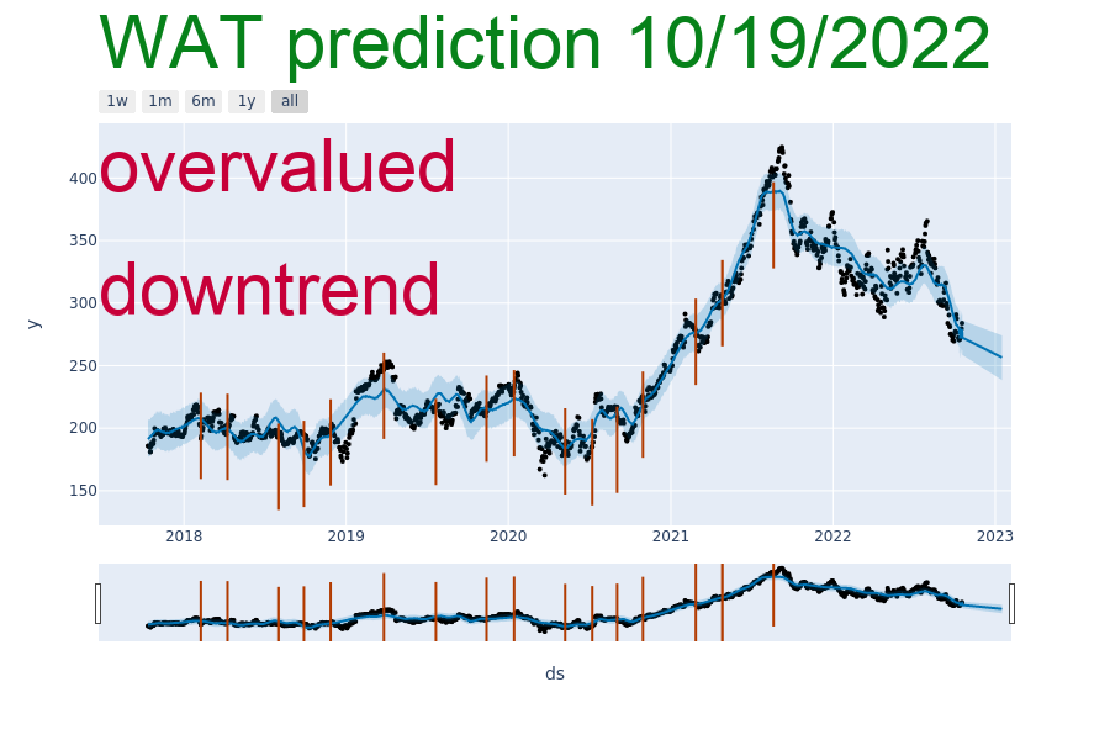 WAT prediction 10/19/2022
1w 1m 6m 1y all
overvalued
downtrend
400
350
300
250
200
150
y
2018 2019 2020 2021 2022 2023
ds